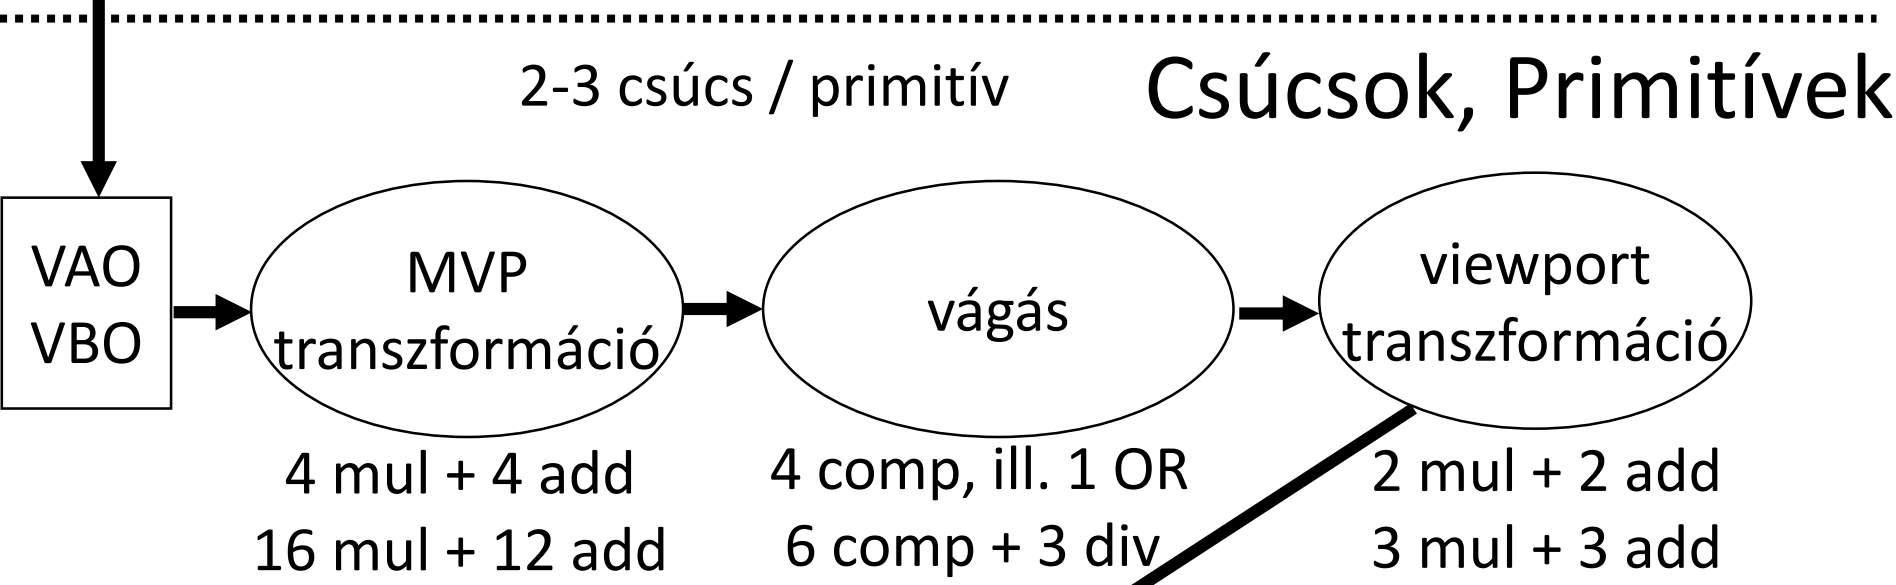 2-3 csúcs / primitív
Csúcsok, Primitívek
VAO
VBO
MVP
transzformáció
vágás
viewport
transzformáció
4 mul + 4 add
16 mul + 12 add
4 comp, ill. 1 OR
6 comp + 3 div
2 mul + 2 add
3 mul + 3 add